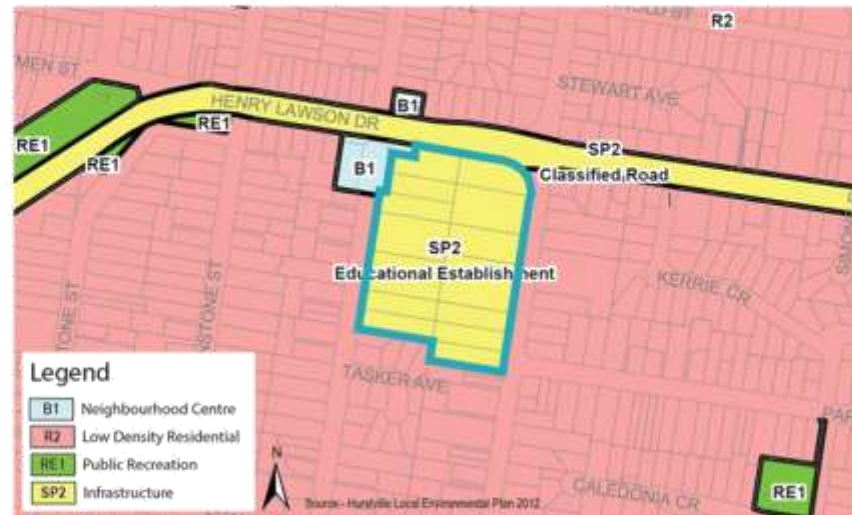 R2
MEN ST
STEWART AVE
HENRY LAWSON DR
B1
RE1
RE1
RE1
SP2
Classified Road
B1
SP2
Educational Establishment
KERRIE CR
TASKER AVE
Legend
B1 Neighbourhood Centre
R2 Low Density Residential
RE1 Public Recreation
SP2 Infrastructure
N
Source - Hurstville Local Environmental Plan 2012
CALEDONIA CR
RE1